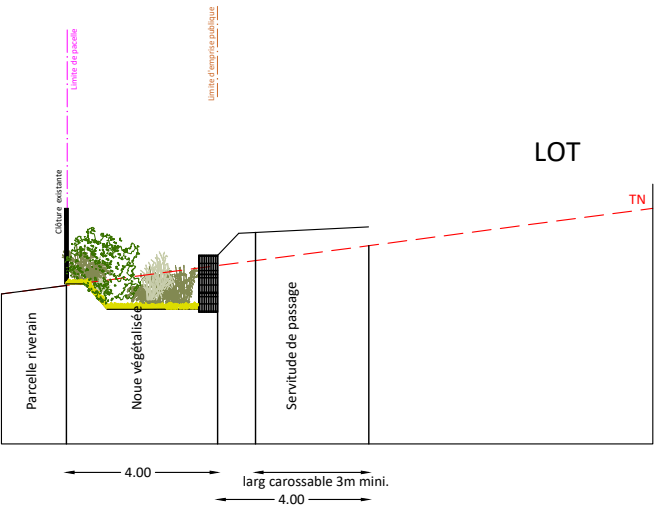 Limite de pacelle
Limite d'emprise publique
LOT
TN
Clôture existante
Parcelle riverain
Noue végétalisée
Servitude de passage
4.00
larg carossable 3m mini.
4.00